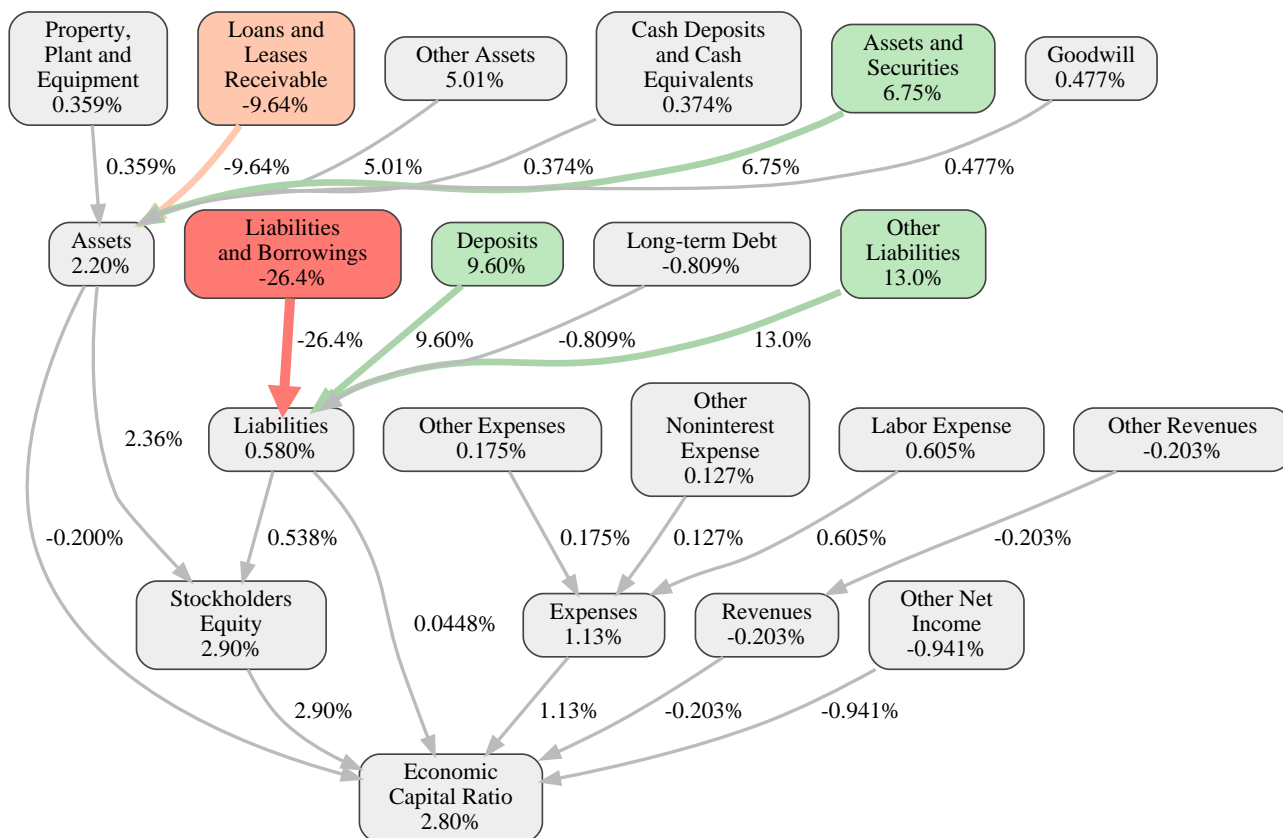 Property,
Plant and
Equipment
0.359%
Loans and
Leases
Receivable
-9.64%
Other Assets
5.01%
Cash Deposits
and Cash
Equivalents
0.374%
Assets and
Securities
6.75%
Goodwill
0.477%
0.359%
-9.64%
5.01%
0.374%
6.75%
0.477%
Assets
2.20%
Liabilities
and Borrowings
-26.4%
Deposits
9.60%
Long-term Debt
-0.809%
Other
Liabilities
13.0%
-26.4%
9.60%
-0.809%
13.0%
2.36%
Liabilities
0.580%
Other Expenses
0.175%
Other
Noninterest
Expense
0.127%
Labor Expense
0.605%
Other Revenues
-0.203%
-0.200%
0.538%
0.175%
0.127%
0.605%
-0.203%
Stockholders
Equity
2.90%
0.0448%
Expenses
1.13%
Revenues
-0.203%
Other Net
Income
-0.941%
2.90%
1.13%
-0.203%
-0.941%
Economic
Capital Ratio
2.80%